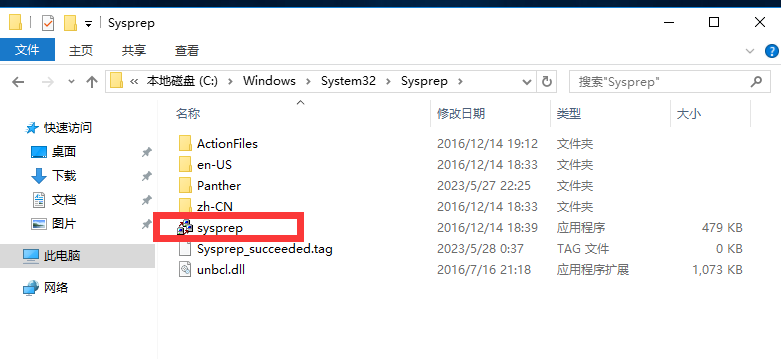 Sysprep
文件 主页 共享 查看
« 本地磁盘 (C:) > Windows > System32 > Sysprep > 搜索"Sysprep"
名称 修改日期 类型 大小
快速访问
桌面
下载
文档
图片
此电脑
网络
ActionFiles 2016/12/14 19:12 文件夹
en-US 2016/12/14 18:33 文件夹
Panther 2023/5/27 22:25 文件夹
zh-CN 2016/12/14 18:33 文件夹
sysprep 2016/12/14 18:39 应用程序 479 KB
Sysprep_succeeded.tag 2023/5/28 0:37 TAG 文件 0 KB
unbcl.dll 2016/7/16 21:18 应用程序扩展 1,073 KB